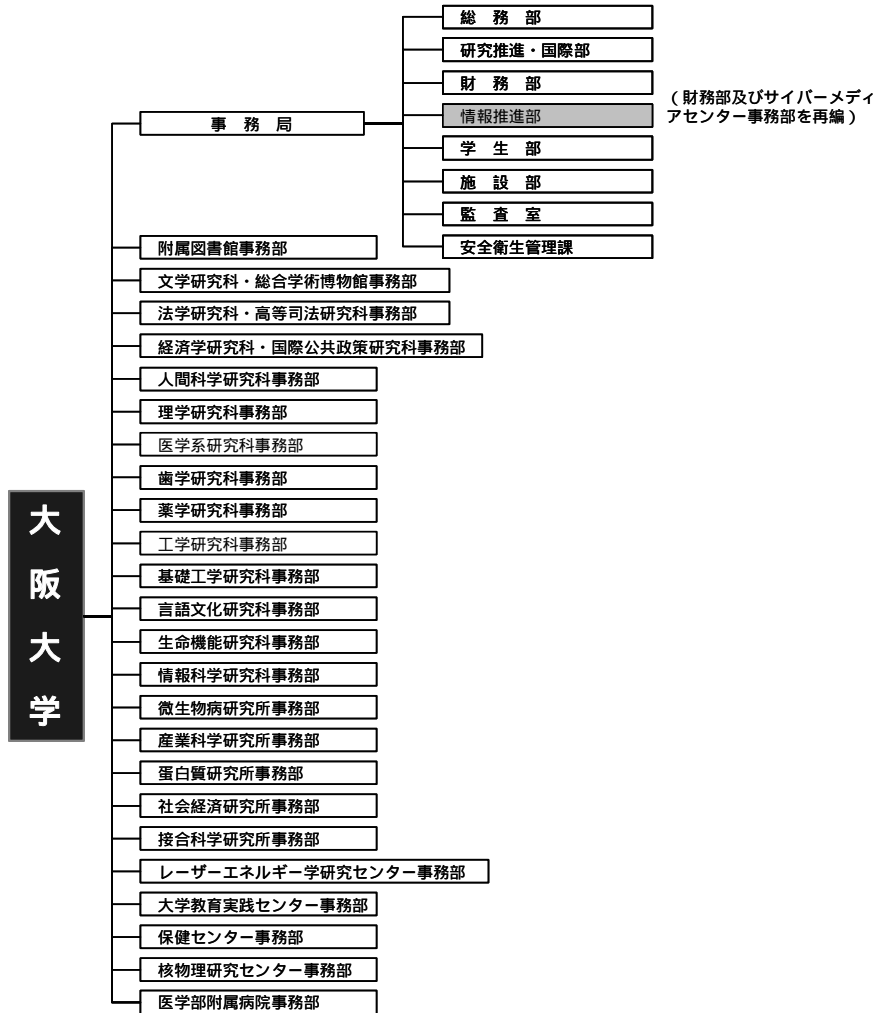 総　務　部
研究推進・国際部
財　務　部
情報推進部
（財務部及びサイバーメディ
アセンター事務部を再編）
学　生　部
施　設　部
監　査　室
安全衛生管理課
事　務　局
附属図書館事務部
文学研究科・総合学術博物館事務部
法学研究科・高等司法研究科事務部
経済学研究科・国際公共政策研究科事務部
人間科学研究科事務部
理学研究科事務部
医学系研究科事務部
歯学研究科事務部
薬学研究科事務部
工学研究科事務部
基礎工学研究科事務部
言語文化研究科事務部
生命機能研究科事務部
情報科学研究科事務部
微生物病研究所事務部
産業科学研究所事務部
蛋白質研究所事務部
社会経済研究所事務部
接合科学研究所事務部
レーザーエネルギー学研究センター事務部
大学教育実践センター事務部
保健センター事務部
核物理研究センター事務部
医学部附属病院事務部
大阪大学